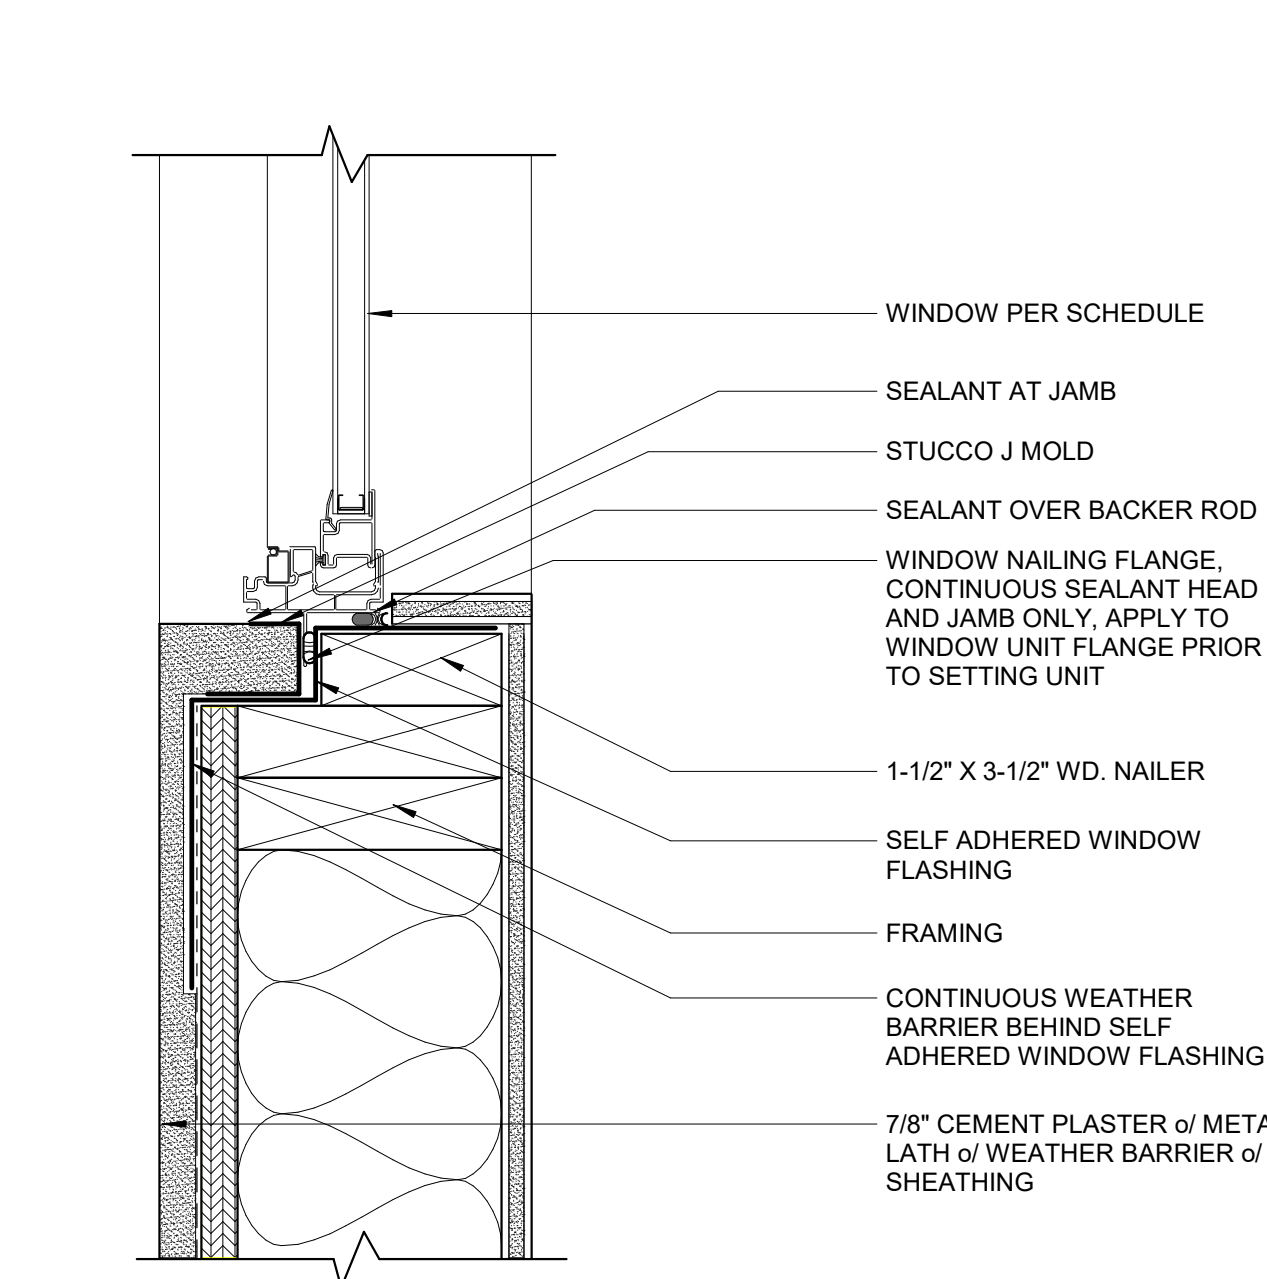 WINDOW PER SCHEDULE
SEALANT AT JAMB
STUCCO J MOLD
SEALANT OVER BACKER ROD
WINDOW NAILING FLANGE,
CONTINUOUS SEALANT HEAD
AND JAMB ONLY, APPLY TO
WINDOW UNIT FLANGE PRIOR
TO SETTING UNIT
1-1/2" X 3-1/2" WD. NAILER
SELF ADHERED WINDOW
FLASHING
FRAMING
CONTINUOUS WEATHER
BARRIER BEHIND SELF
ADHERED WINDOW FLASHING
7/8" CEMENT PLASTER o/
LATH o/ WEATHER BARRIER o/
SHEATHING